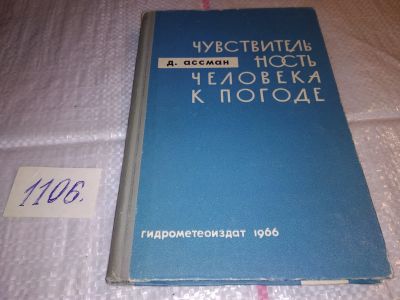 ЧУВСТВИТЕЛЬ
д. ассман НОСТЬ
ЧЕЛОВЕКА
К ПОГОДЕ
1106.
гидрометеоиздат 1966